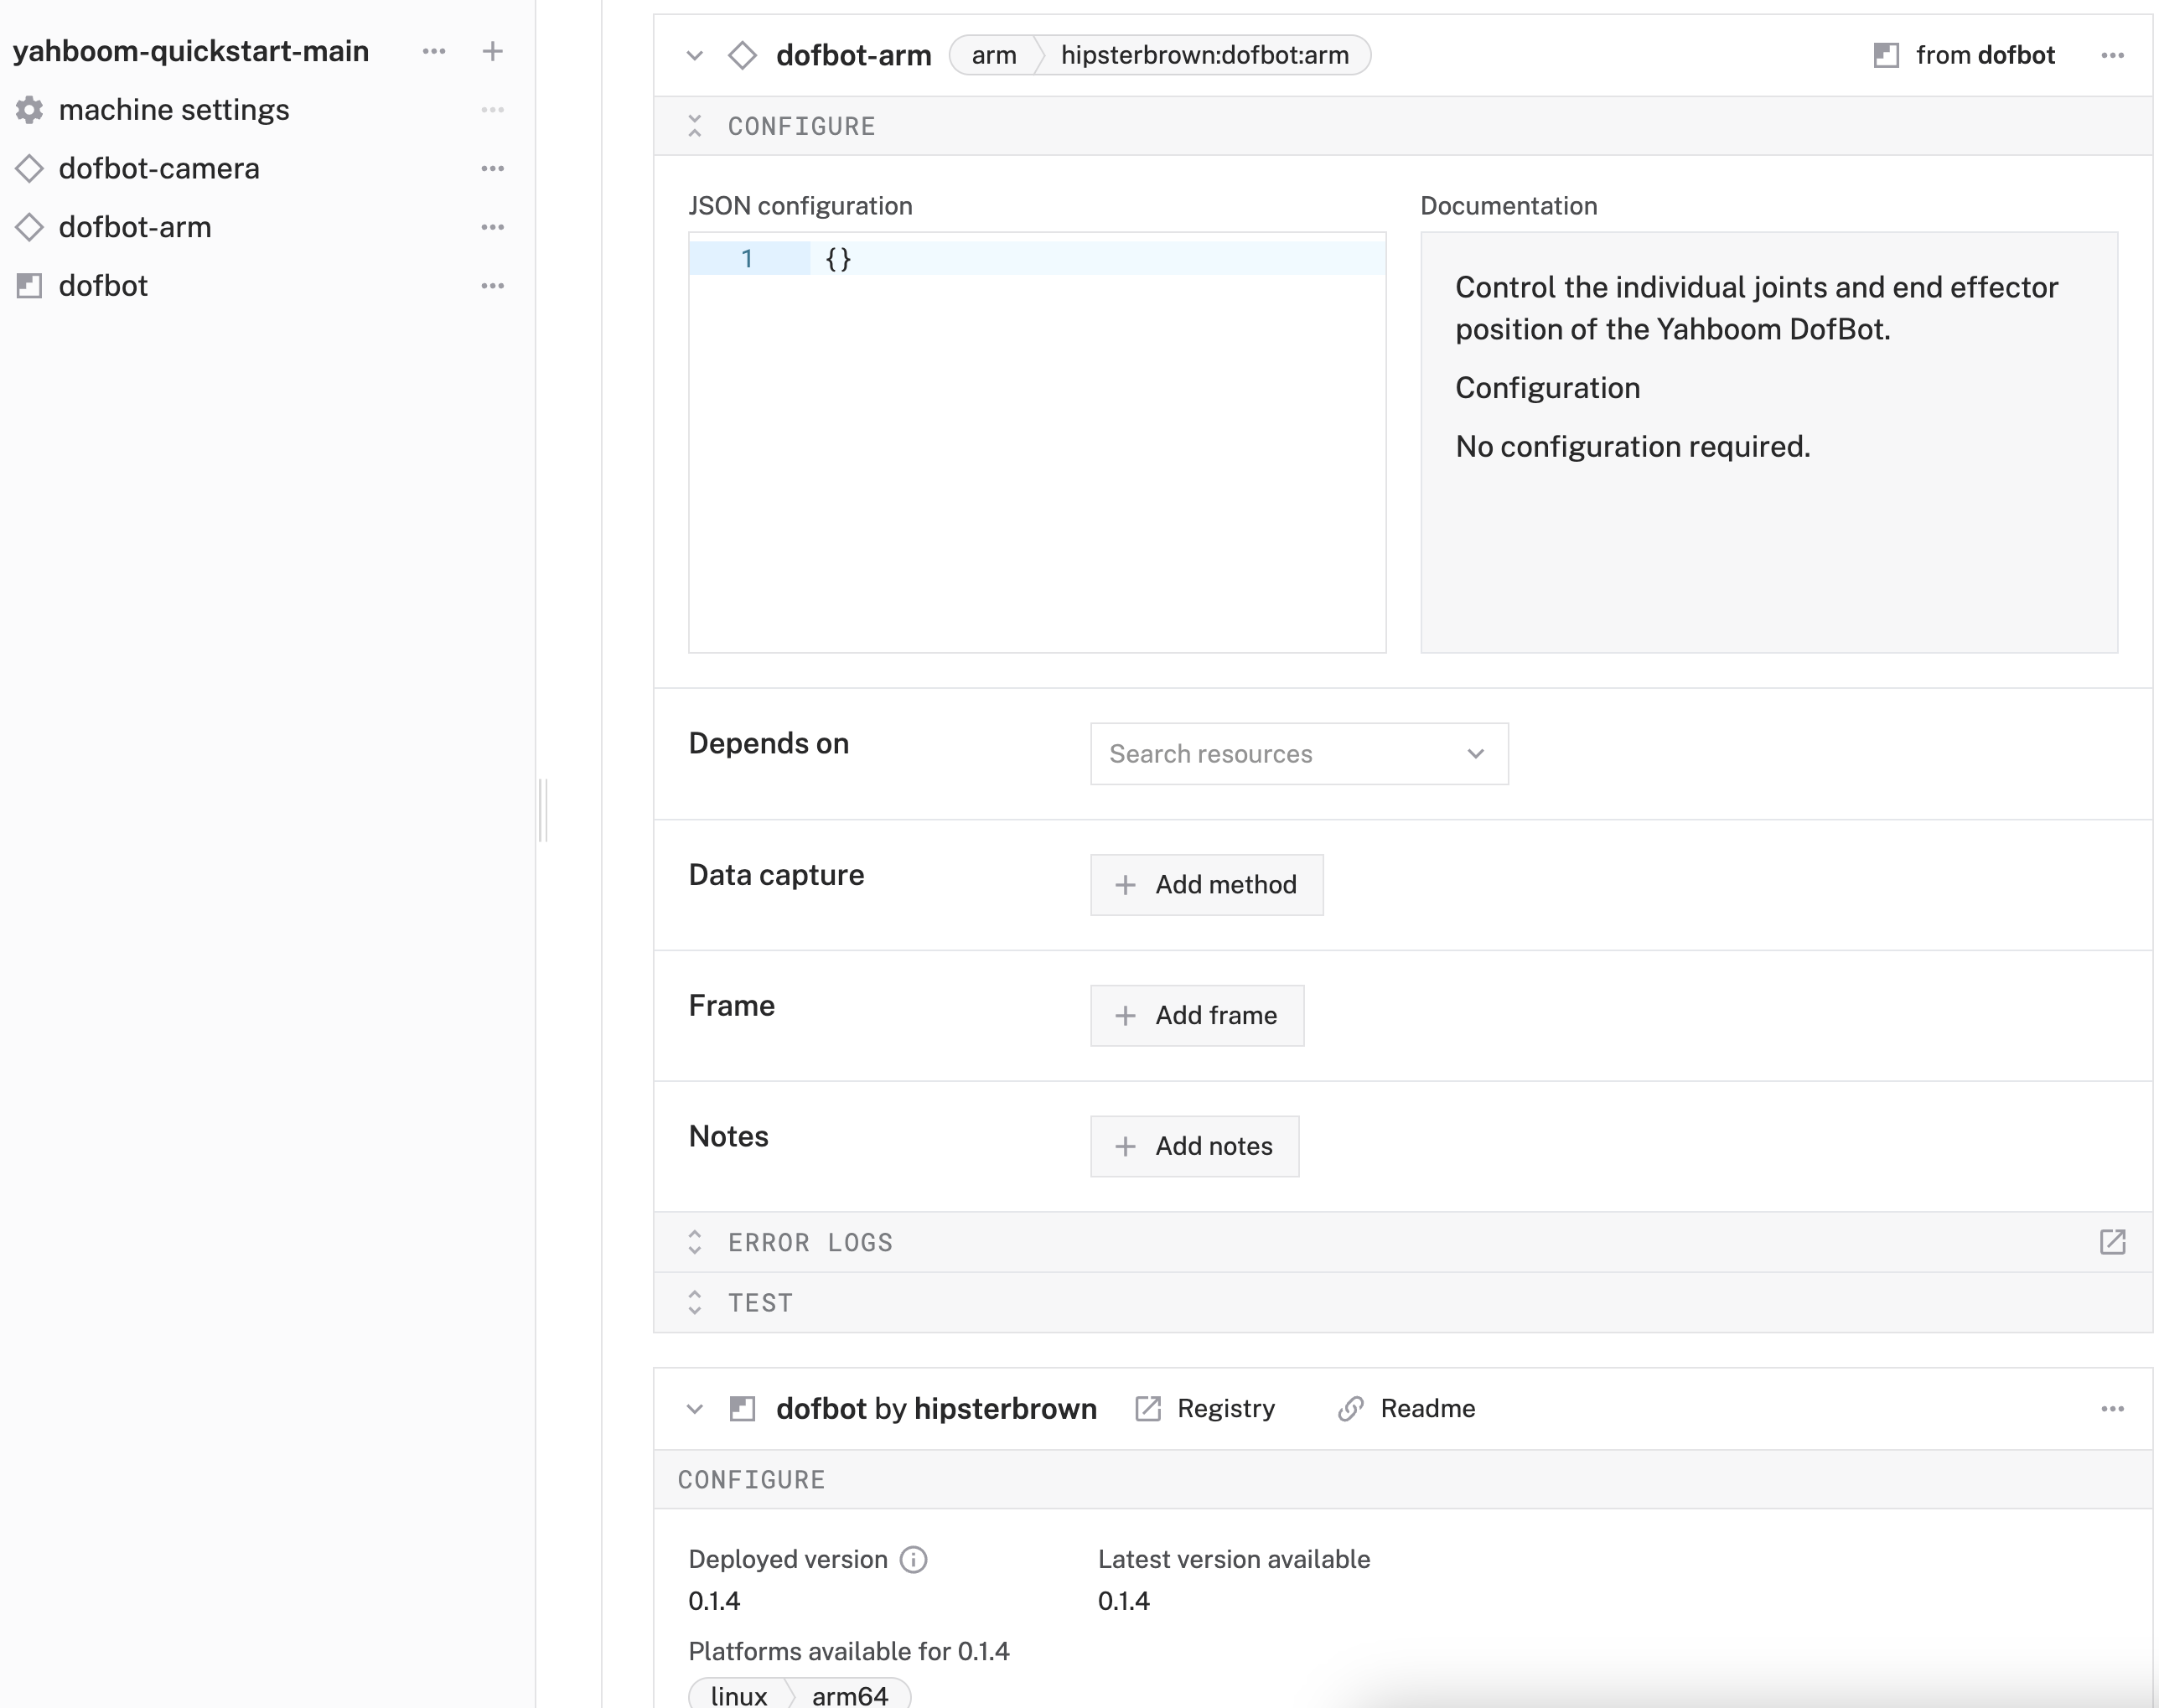 yahboom-quickstart-main
machine settings
dofbot-camera
dofbot-arm
dofbot
dofbot-arm arm hipsterbrown:dofbot:arm from dofbot
CONFIGURE
JSON configuration
1 {}
Documentation
Control the individual joints and end effector
position of the Yahboom DofBot.
Configuration
No configuration required.
Depends on Search resources
Data capture Add method
Frame Add frame
Notes Add notes
ERROR LOGS
TEST
dofbot by hipsterbrown Registry Readme
CONFIGURE
Deployed version Latest version available
0.1.4 0.1.4
Platforms available for 0.1.4
linux arm64